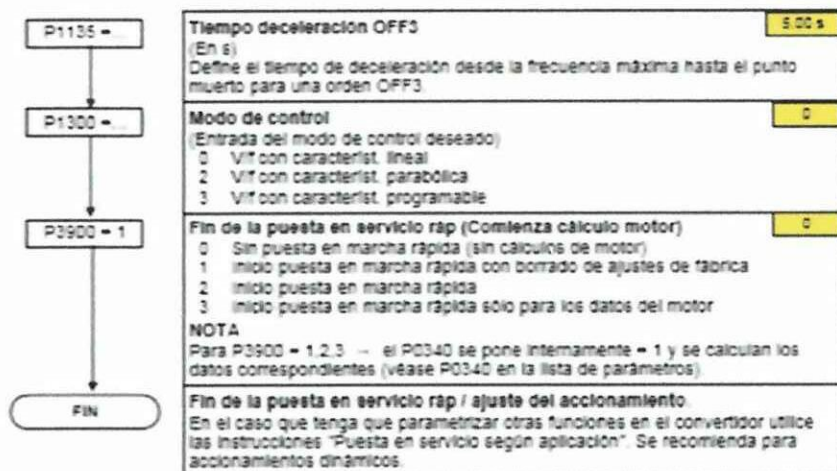 P1135 =...
Tiempo deceleración OFF3
5.00 s
(En s)
Define el tiempo de deceleración desde la frecuencia máxima hasta el punto
muerto para una orden OFF3.
P1300 =...
Modo de control
0
(Entrada del modo de control deseado)
0 V/f con característ. lineal
2 V/f con característ. parabólica
3 V/f con característ. programable
P3900 = 1
Fin de la puesta en servicio ráp (Comienza cálculo motor)
0
0 Sin puesta en marcha rápida (sin cálculos de motor)
1 Inicio puesta en marcha rápida con borrado de ajustes de fábrica
2 Inicio puesta en marcha rápida
3 Inicio puesta en marcha rápida sólo para los datos del motor
NOTA
Para P3900 = 1,2,3 → el P0340 se pone internamente = 1 y se calculan los
datos correspondientes (véase P0340 en la lista de parámetros).
FIN
Fin de la puesta en servicio ráp / ajuste del accionamiento.
En el caso que tenga que parametrizar otras funciones en el convertidor utilice
las instrucciones "Puesta en servicio según aplicación". Se recomienda para
accionamientos dinámicos.